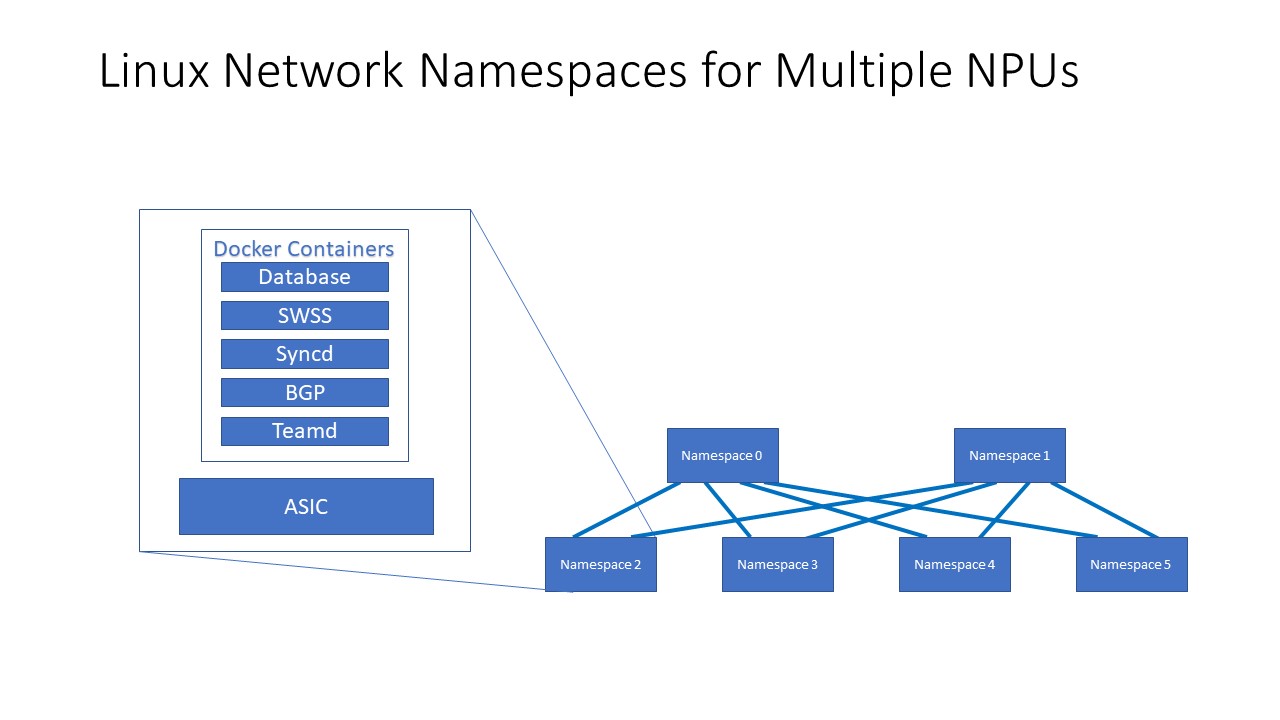 Linux Network Namespaces for Multiple NPUs
Docker Containers
Database
SWSS
Syncd
BGP
Teamd
ASIC
Namespace 0
Namespace 1
Namespace 2
Namespace 3
Namespace 4
Namespace 5